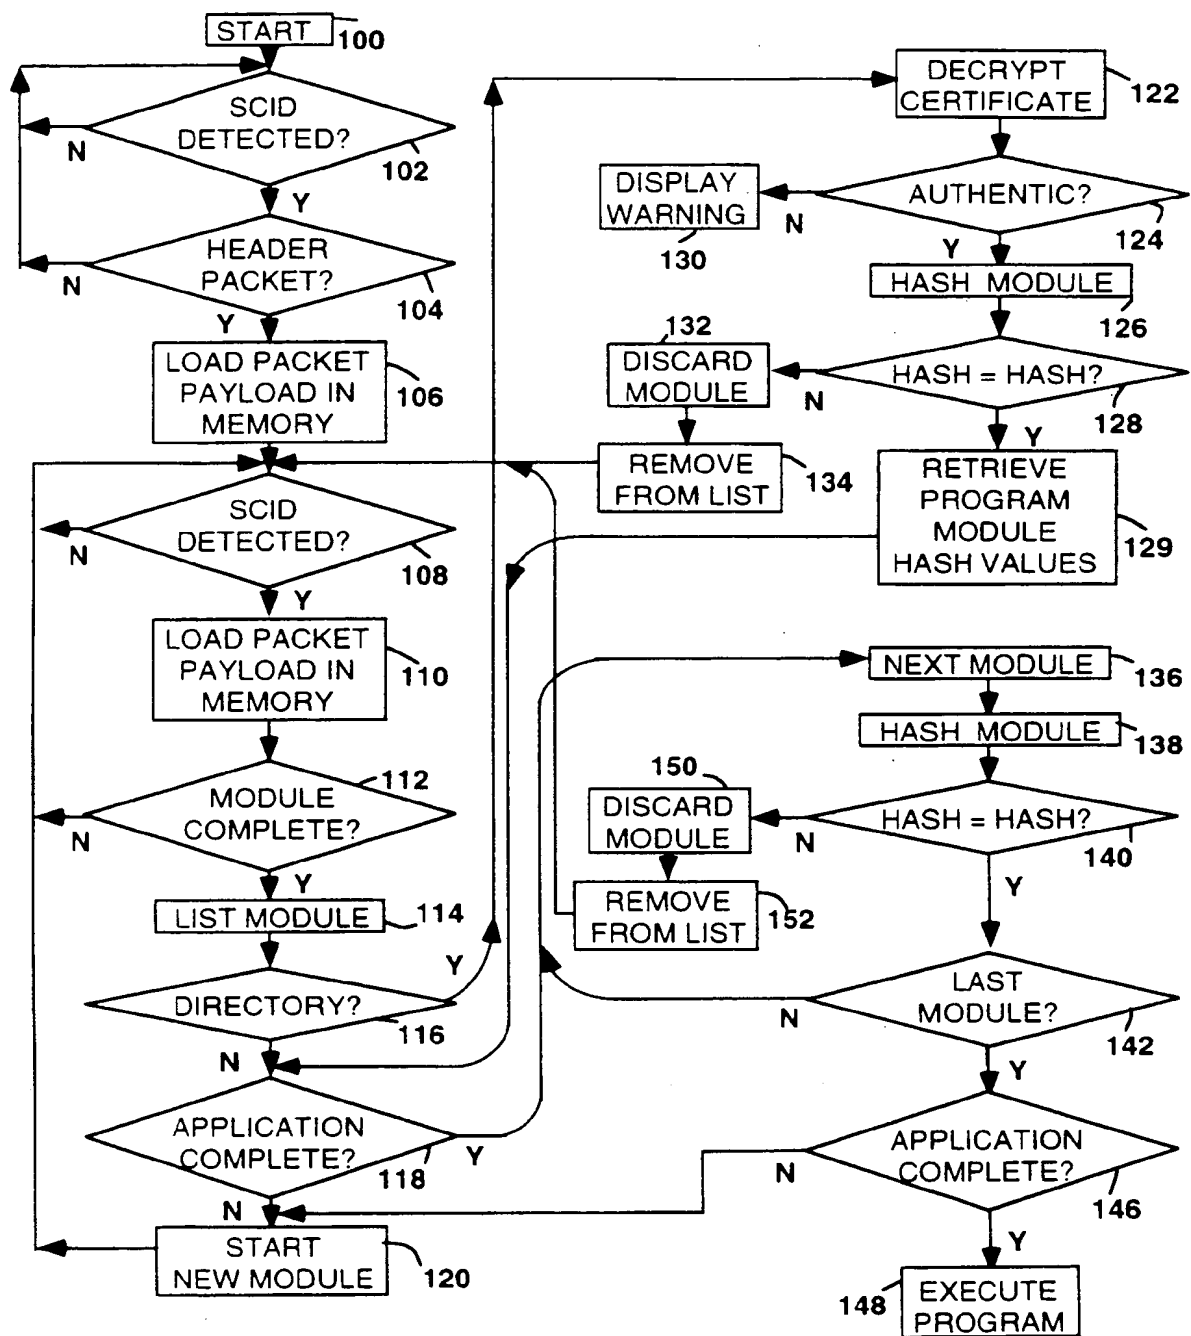 START
100
SCID
DETECTED?
102
N
Y
HEADER
PACKET?
104
N
Y
LOAD PACKET
PAYLOAD IN
MEMORY
106
SCID
DETECTED?
108
N
Y
LOAD PACKET
PAYLOAD IN
MEMORY
110
MODULE
COMPLETE?
112
N
Y
LIST MODULE
114
DIRECTORY?
116
Y
N
APPLICATION
COMPLETE?
118
Y
N
START
NEW MODULE
120
DECRYPT
CERTIFICATE
122
AUTHENTIC?
124
N
Y
DISPLAY
WARNING
130
HASH MODULE
126
HASH = HASH?
128
N
Y
132
DISCARD
MODULE
REMOVE
FROM LIST
134
RETRIEVE
PROGRAM
MODULE
HASH VALUES
129
NEXT MODULE
136
HASH MODULE
138
HASH = HASH?
140
N
Y
150
DISCARD
MODULE
REMOVE
FROM LIST
152
LAST
MODULE?
142
N
Y
APPLICATION
COMPLETE?
146
N
Y
148
EXECUTE
PROGRAM